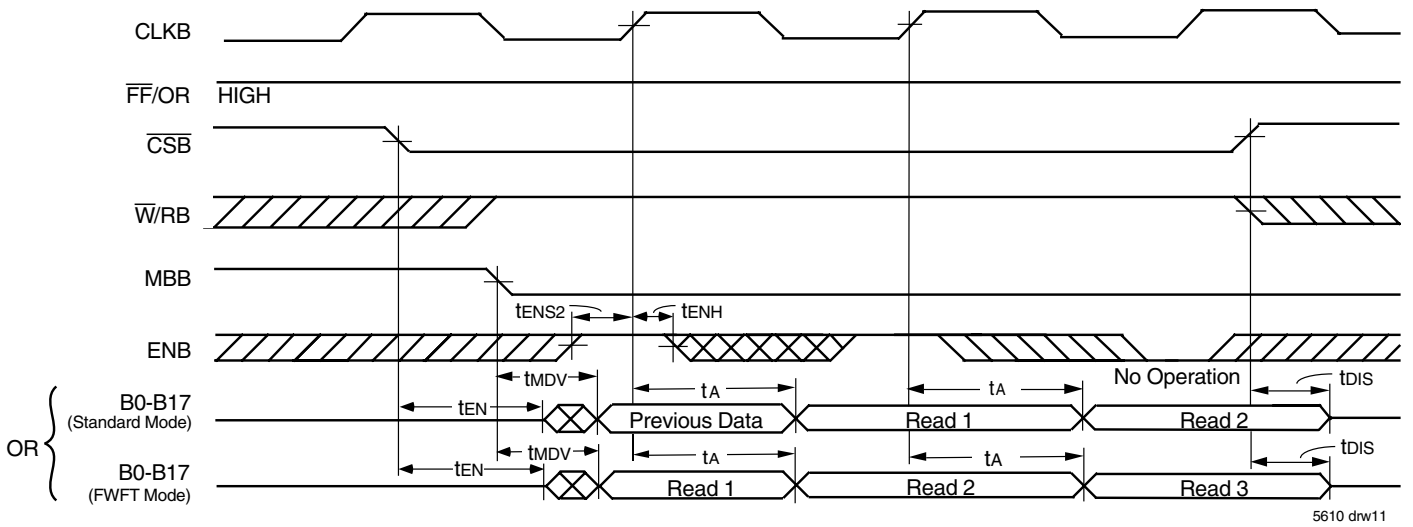 CLKB
FF/OR HIGH
CSB
W/RB
MBB
tENS2 tENH
ENB
No Operation
tMDV tA tA tDIS
B0-B17
(Standard Mode)
tEN Previous Data Read 1 Read 2
OR
tMDV tA tA tDIS
B0-B17
(FWFT Mode)
tEN Read 1 Read 2 Read 3
5610 drw11